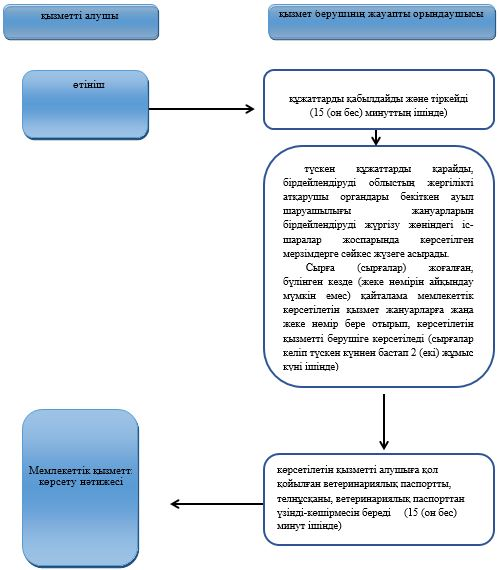 қызметті алушы
қызмет берушінің жауапты орындаушысы
өтініш
құжаттарды қабылдайды және тіркейді
(15 (он бес) минуттың ішінде)
түскен құжаттарды қарайды,
бірдейлендіруді облыстың жергілікті
атқарушы органдары бекіткен ауыл
шаруашылығы жануарларын
бірдейлендіруді жүргізу жөніндегі іс-
шаралар жоспарында көрсетілген
мерзімдерге сәйкес жүзеге асырады.
Сырға (сырғалар) жоғалған,
бүлінген кезде (жеке нөмірін айқындау
мүмкін емес) қайталама мемлекеттік
көрсетілетін қызмет жануарларға жаңа
жеке нөмір бере отырып, көрсетілетін
қызметті берушіге көрсетіледі (сырғалар
келіп түскен күннен бастап 2 (екі) жұмыс
күні ішінде)
Мемлекеттік қызметті
көрсету нәтижесі
көрсетілетін қызметті алушыға қол
қойылған ветеринариялық паспортты,
телнұсқаны, ветеринариялық паспорттан
үзінді-көшірмесін береді (15 (он бес)
минут ішінде)